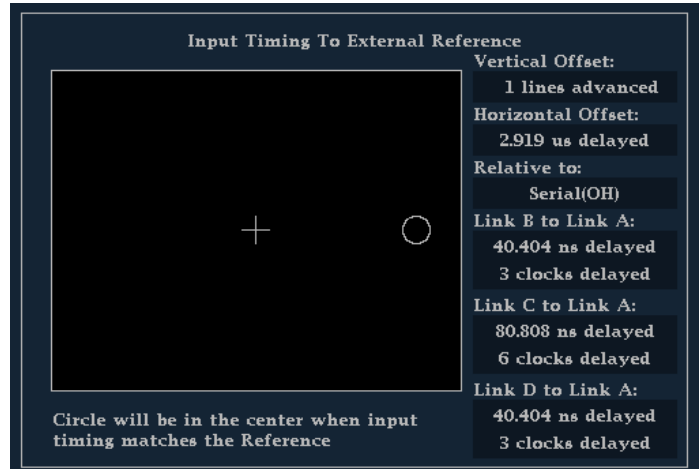 Input Timing To External Reference
Vertical Offset:
1 lines advanced
Horizontal Offset:
2.919 us delayed
Relative to:
Serial(OH)
Link B to Link A:
40.404 ns delayed
3 clocks delayed
Link C to Link A:
80.808 ns delayed
6 clocks delayed
Link D to Link A:
40.404 ns delayed
3 clocks delayed
Circle will be in the center when input
timing matches the Reference